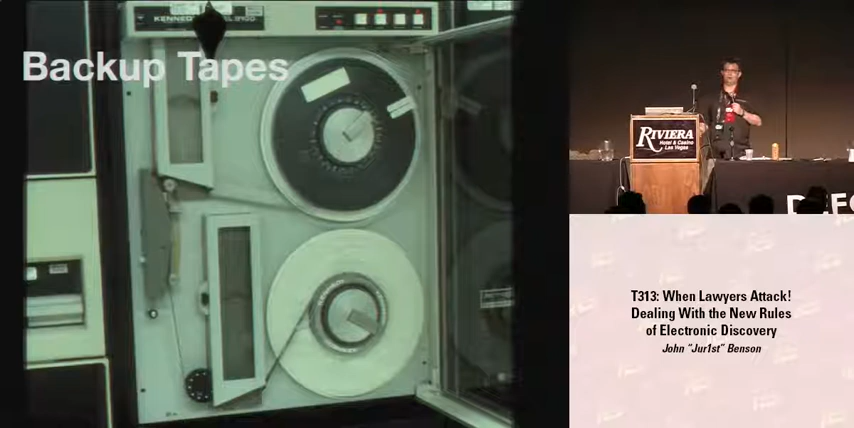 Backup Tapes
KENNEDY
RIVIERA
Hotel & Casino
Las Vegas
T313: When Lawyers Attack!
Dealing With the New Rules
of Electronic Discovery
John "Jur1st" Benson